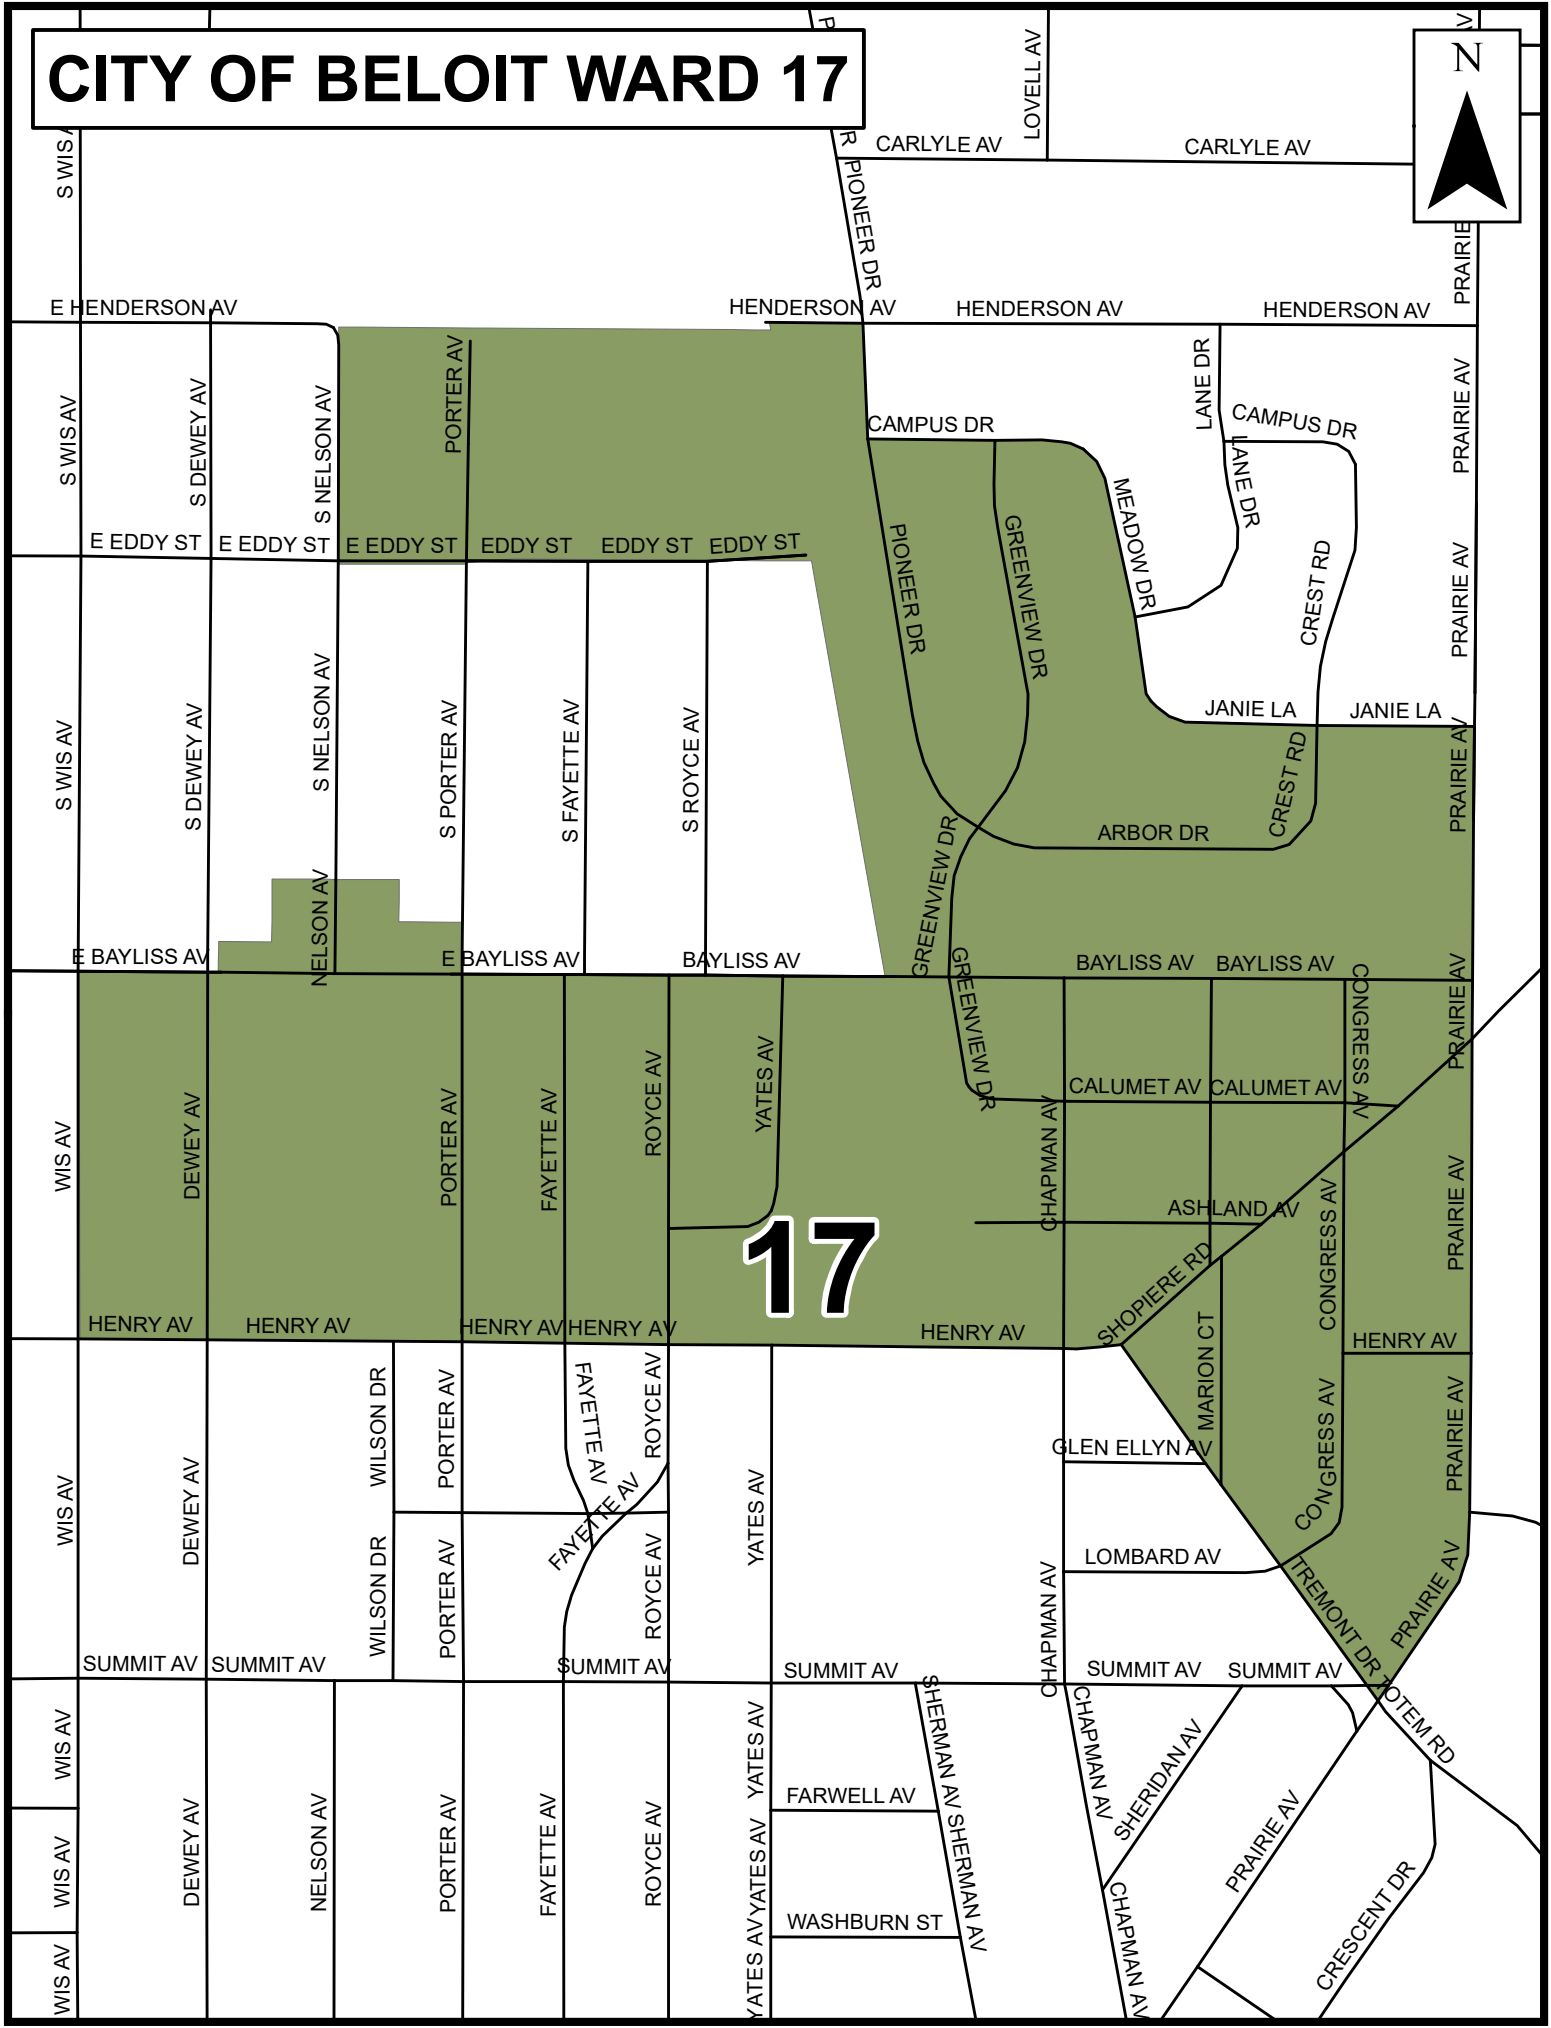 CITY OF BELOIT WARD 17
N
LOVELL AV
S WIS A
R
CARLYLE AV
CARLYLE AV
PIONEER DR
PRAIRIE
E HENDERSON AV
HENDERSON AV
HENDERSON AV
HENDERSON AV
S WIS AV
S DEWEY AV
S NELSON AV
PORTER AV
CAMPUS DR
LANE DR
CAMPUS DR
PRAIRIE AV
LANE DR
MEADOW DR
E EDDY ST
E EDDY ST
E EDDY ST
EDDY ST
EDDY ST
EDDY ST
PIONEER DR
GREENVIEW DR
CREST RD
PRAIRIE AV
S WIS AV
S DEWEY AV
S NELSON AV
S PORTER AV
S FAYETTE AV
S ROYCE AV
JANIE LA
JANIE LA
CREST RD
PRAIRIE AV
ARBOR DR
GREENVIEW DR
NELSON AV
E BAYLISS AV
E BAYLISS AV
BAYLISS AV
BAYLISS AV
BAYLISS AV
GREENVIEW DR
CONGRESS AV
PRAIRIE AV
WIS AV
DEWEY AV
PORTER AV
FAYETTE AV
ROYCE AV
YATES AV
CALUMET AV
CALUMET AV
CHAPMAN AV
ASHLAND AV
17
SHOPIERE RD
CONGRESS AV
PRAIRIE AV
HENRY AV
HENRY AV
HENRY AV
HENRY AV
HENRY AV
HENRY AV
MARION CT
WILSON DR
PORTER AV
FAYETTE AV
ROYCE AV
GLEN ELLYN AV
CONGRESS AV
PRAIRIE AV
WIS AV
DEWEY AV
FAYETTE AV
YATES AV
WILSON DR
PORTER AV
ROYCE AV
CHAPMAN AV
LOMBARD AV
TREMONT DR
PRAIRIE AV
SUMMIT AV
SUMMIT AV
SUMMIT AV
SUMMIT AV
SUMMIT AV
SUMMIT AV
TOTEM RD
WIS AV
YATES AV
SHERMAN AV
CHAPMAN AV
SHERIDAN AV
FARWELL AV
WIS AV
DEWEY AV
NELSON AV
PORTER AV
FAYETTE AV
ROYCE AV
YATES AV
SHERMAN AV
PRAIRIE AV
CRESCENT DR
WASHBURN ST
WIS AV
YATES AV
CHAPMAN AV